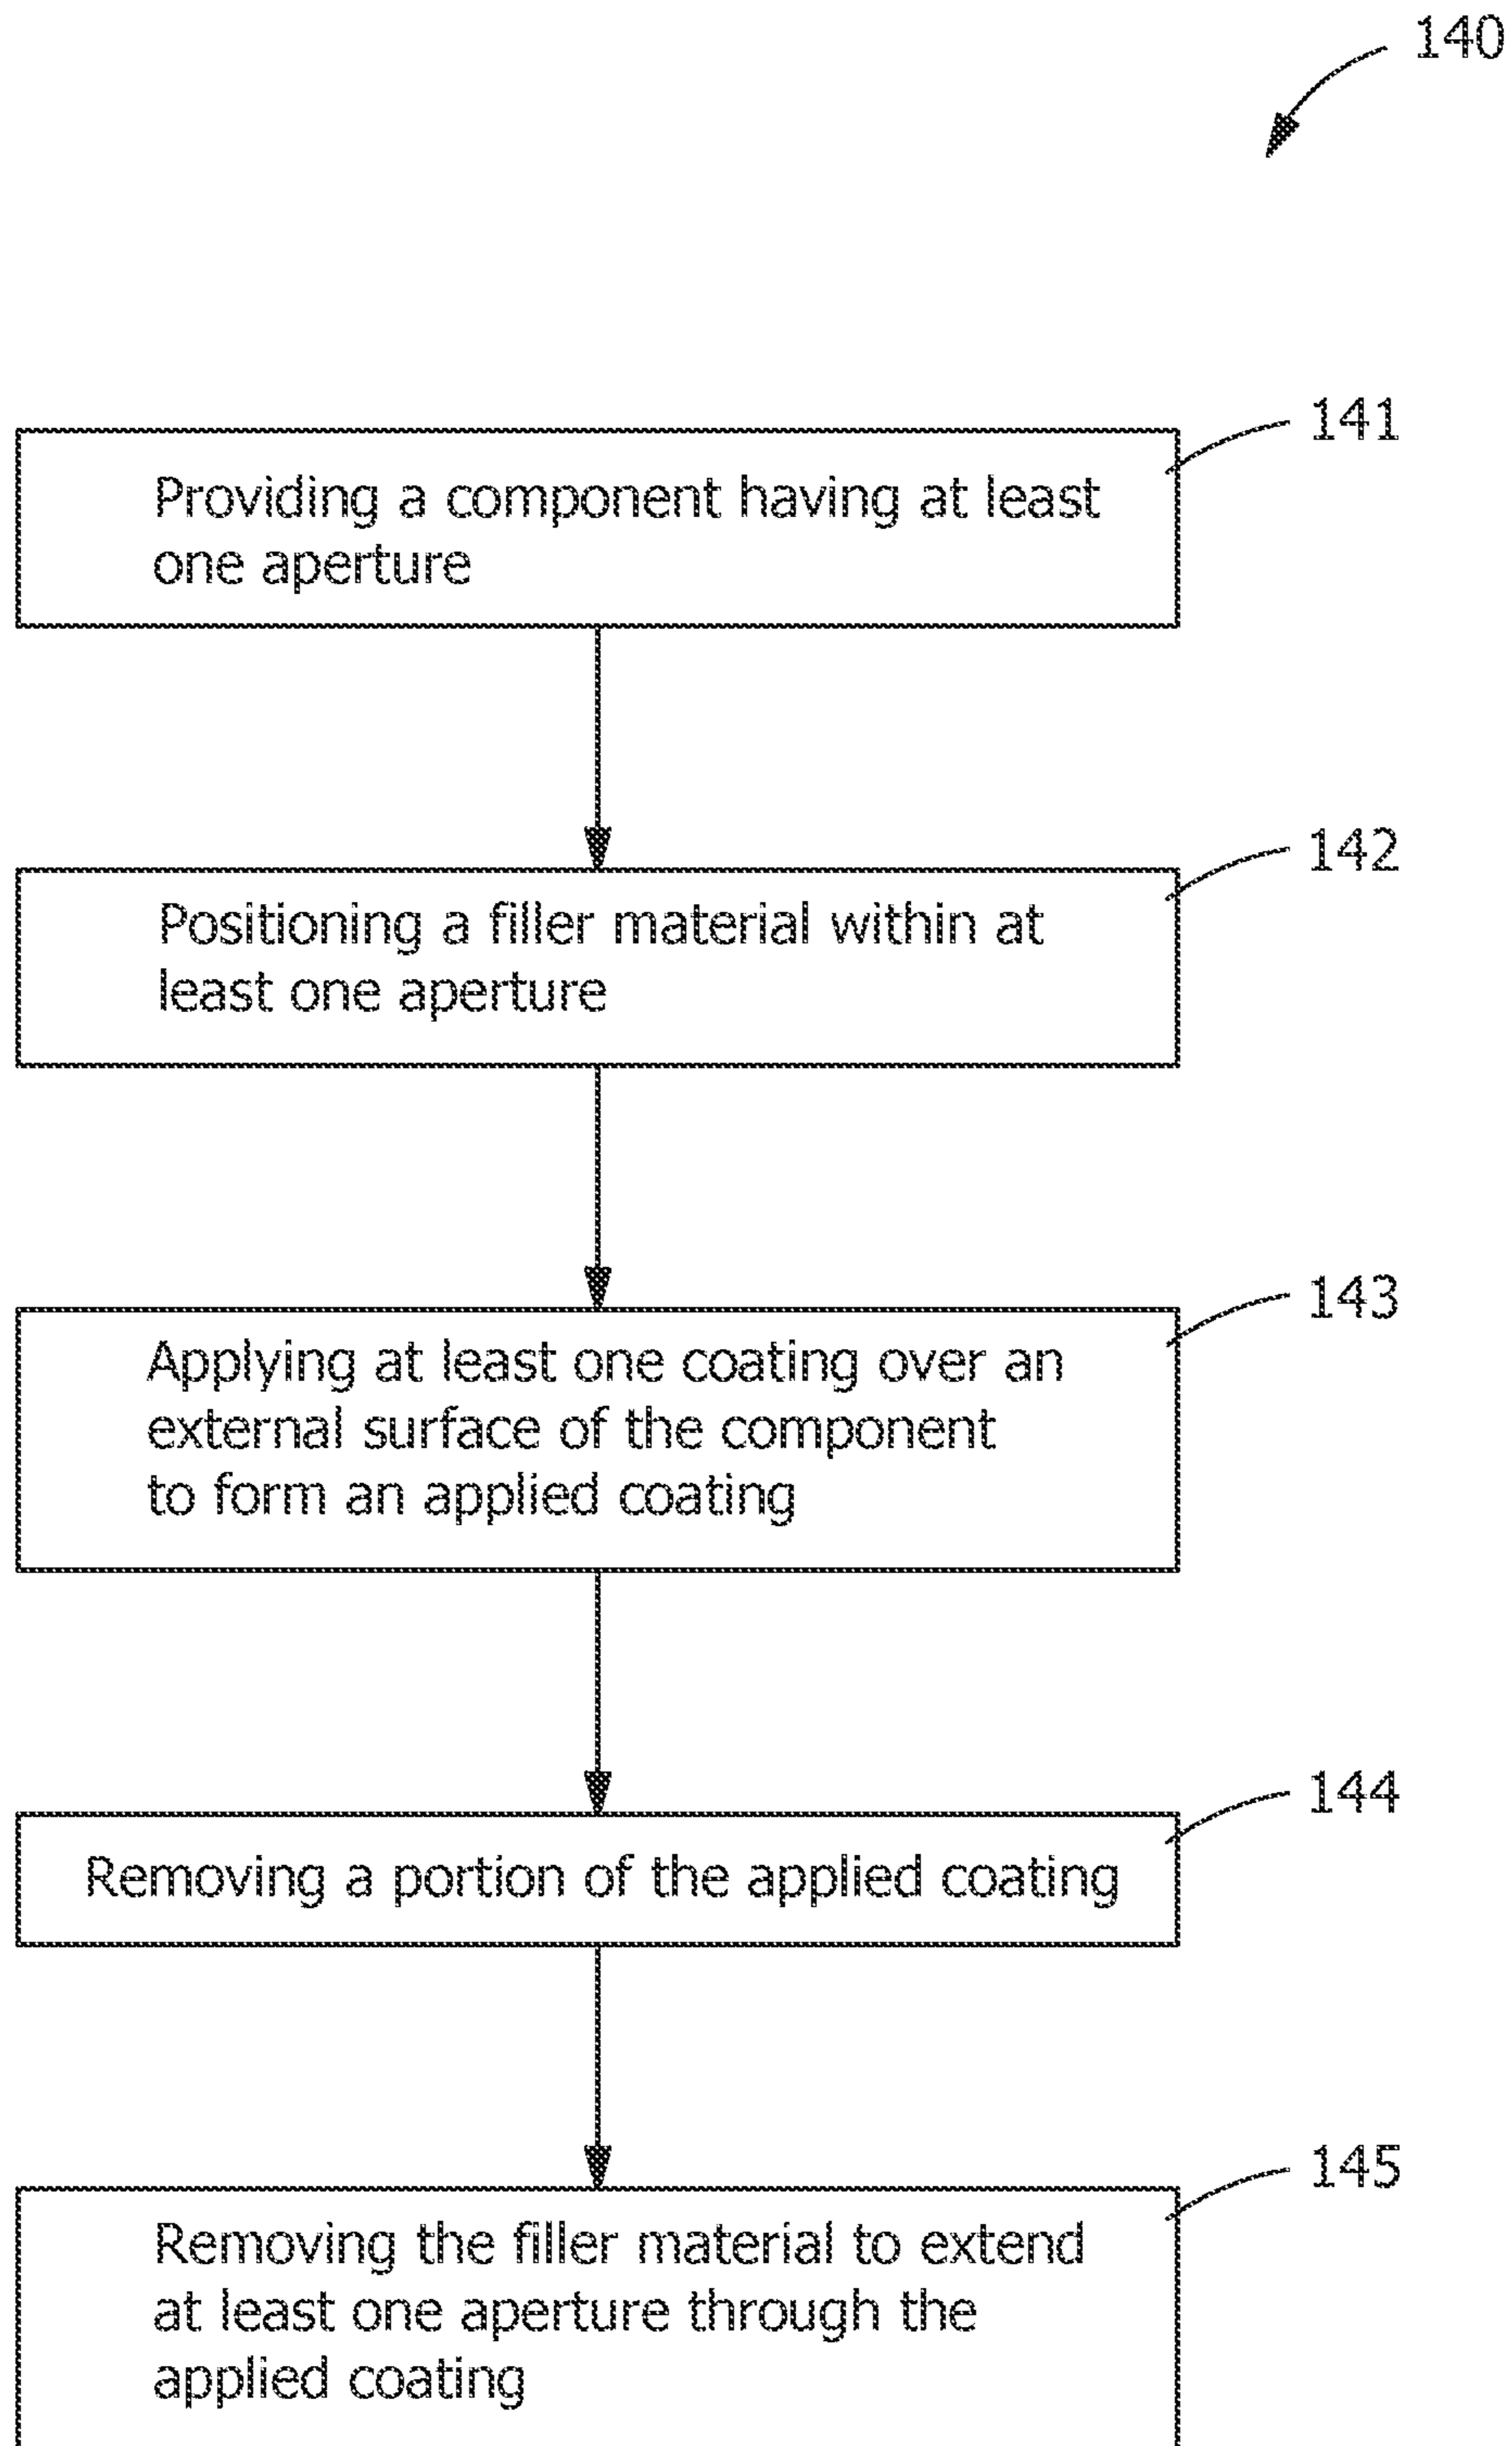 140
141
Providing a component having at least
one aperture
142
Positioning a filler material within at
least one aperture
143
Applying at least one coating over an
external surface of the component
to form an applied coating
144
Removing a portion of the applied coating
145
Removing the filler material to extend
at least one aperture through the
applied coating